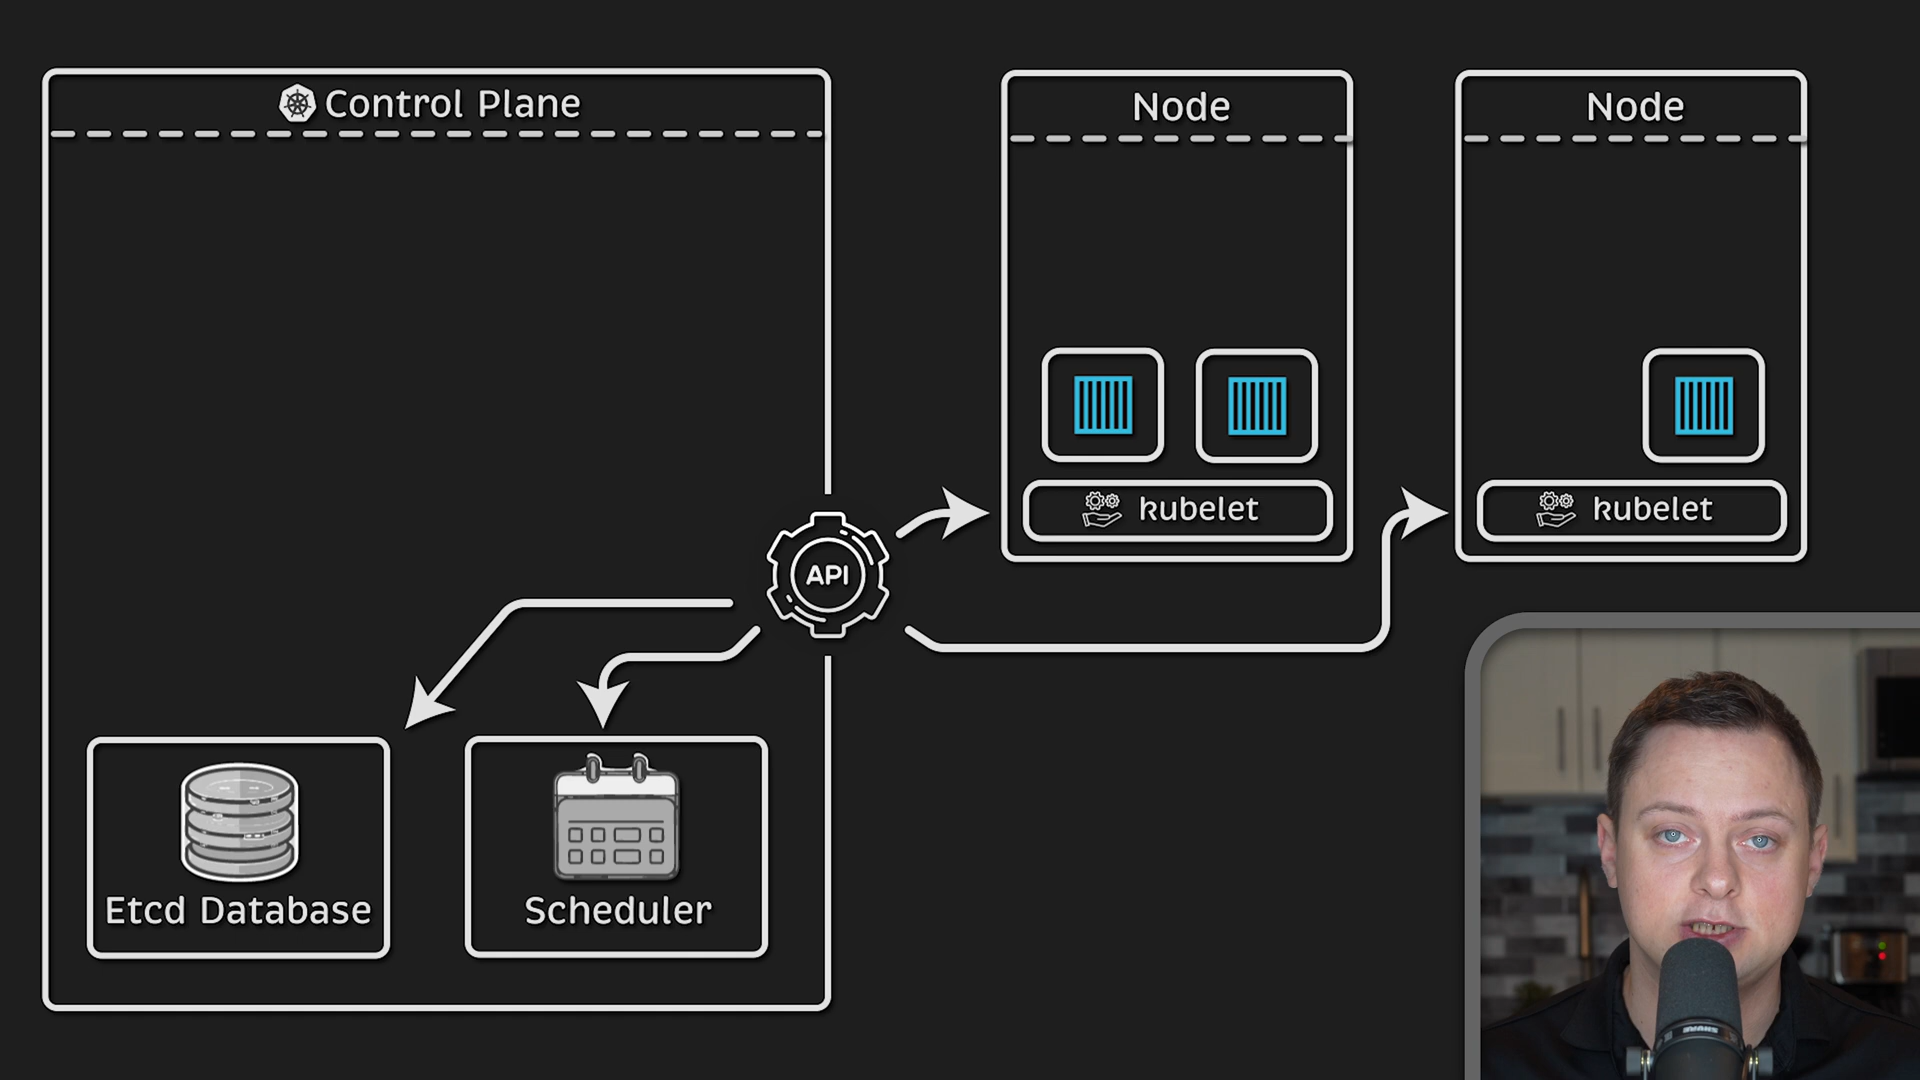 Control Plane
Node
Node
kubelet
kubelet
API
Etcd Database
Scheduler